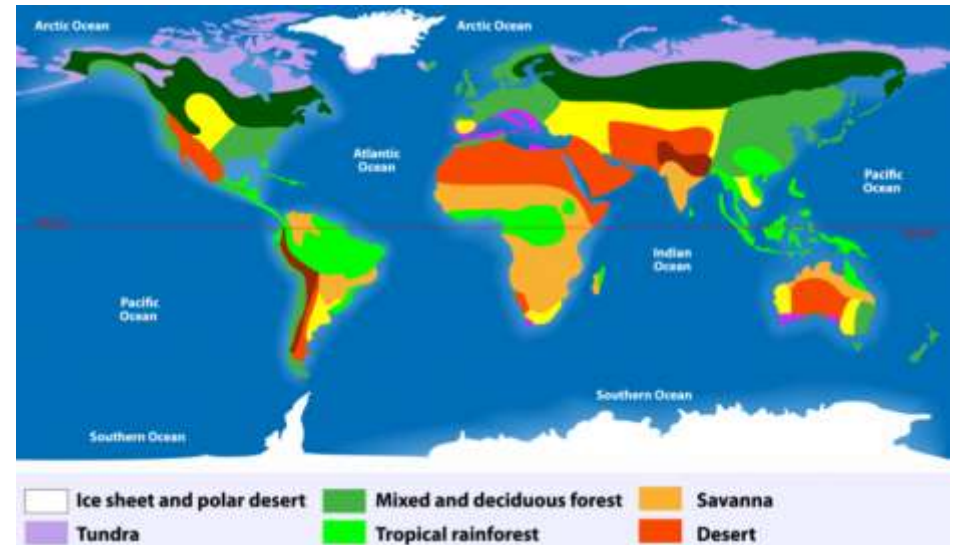 Arctic Ocean
Arctic Ocean
Atlantic
Ocean
Pacific
Ocean
Indian
Ocean
Pacific
Ocean
Southern Ocean
Southern Ocean
Ice sheet and polar desert
Mixed and deciduous forest
Savanna
Tundra
Tropical rainforest
Desert